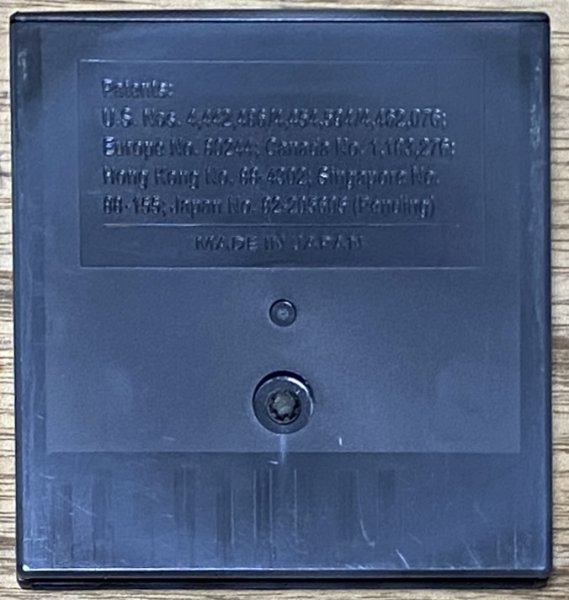 Patents:
U.S. Nos. 4,442,486/4,454,594/4,462,076;
Europe No. 80244; Canada No. 1,183,276;
Hong Kong No. 88-4302; Singapore No.
88-155; Japan No. 82-205605 (Pending)
MADE IN JAPAN